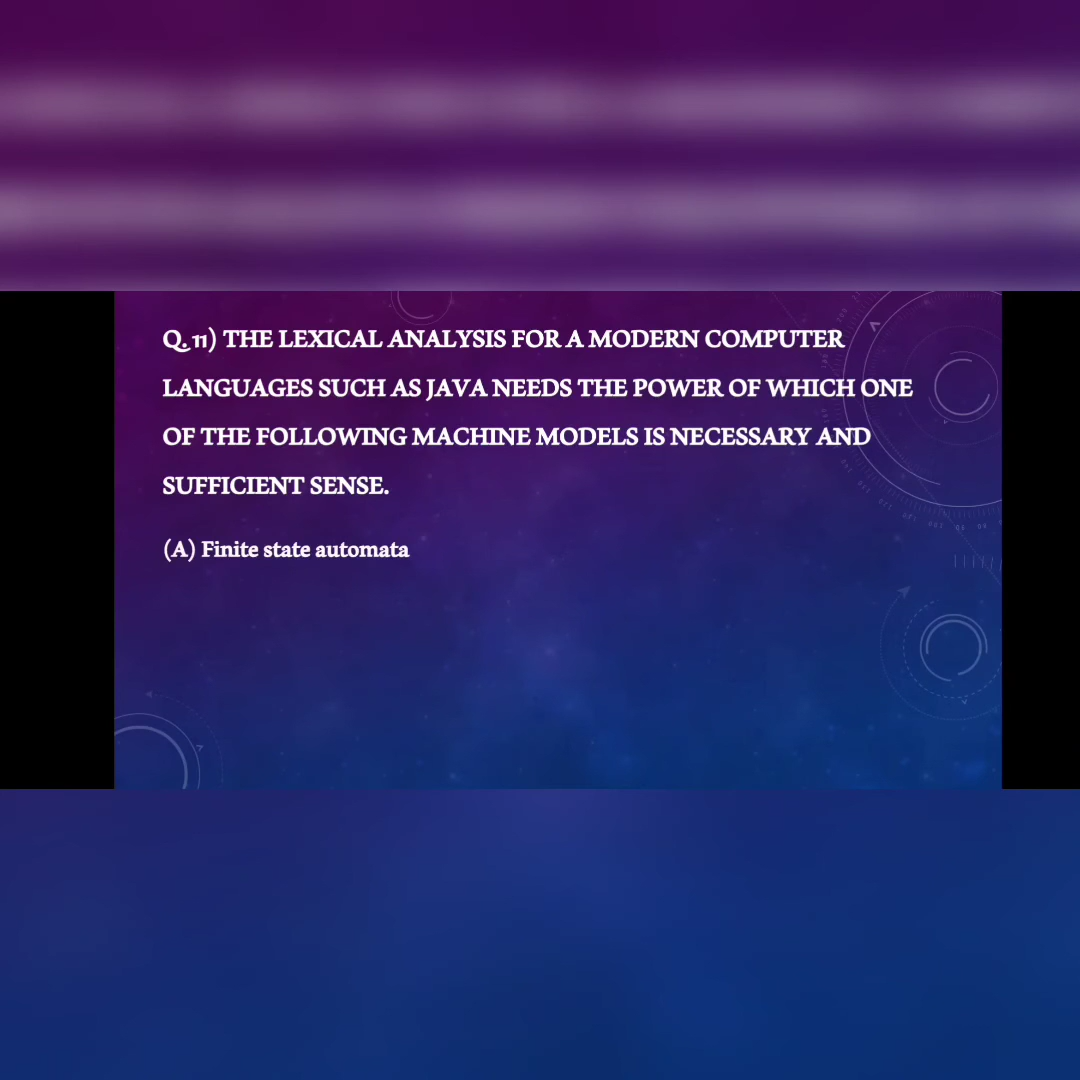 Q. 11) THE LEXICAL ANALYSIS FOR A MODERN COMPUTER
LANGUAGES SUCH AS JAVA NEEDS THE POWER OF WHICH ONE
OF THE FOLLOWING MACHINE MODELS IS NECESSARY AND
SUFFICIENT SENSE.
(A) Finite state automata